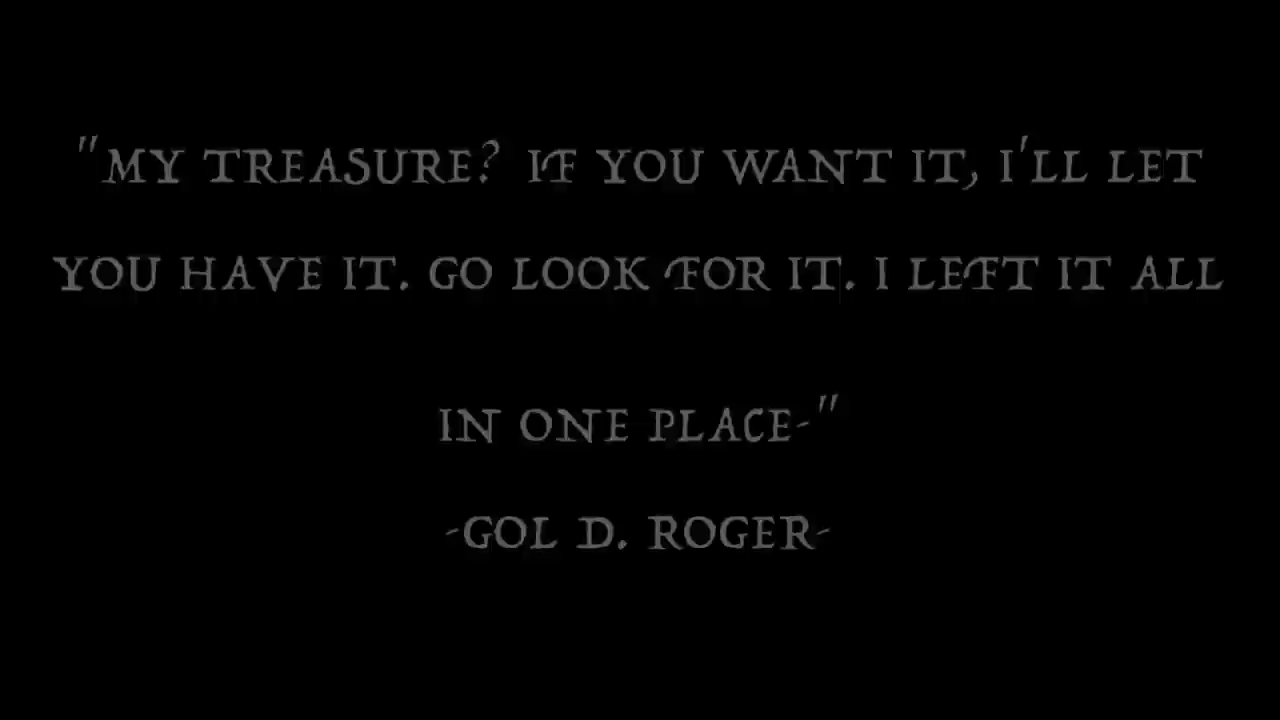 "MY TREASURE? IF YOU WANT IT, I'LL LET
YOU HAVE IT. GO LOOK FOR IT. I LEFT IT ALL
IN ONE PLACE-"
-GOL D. ROGER-